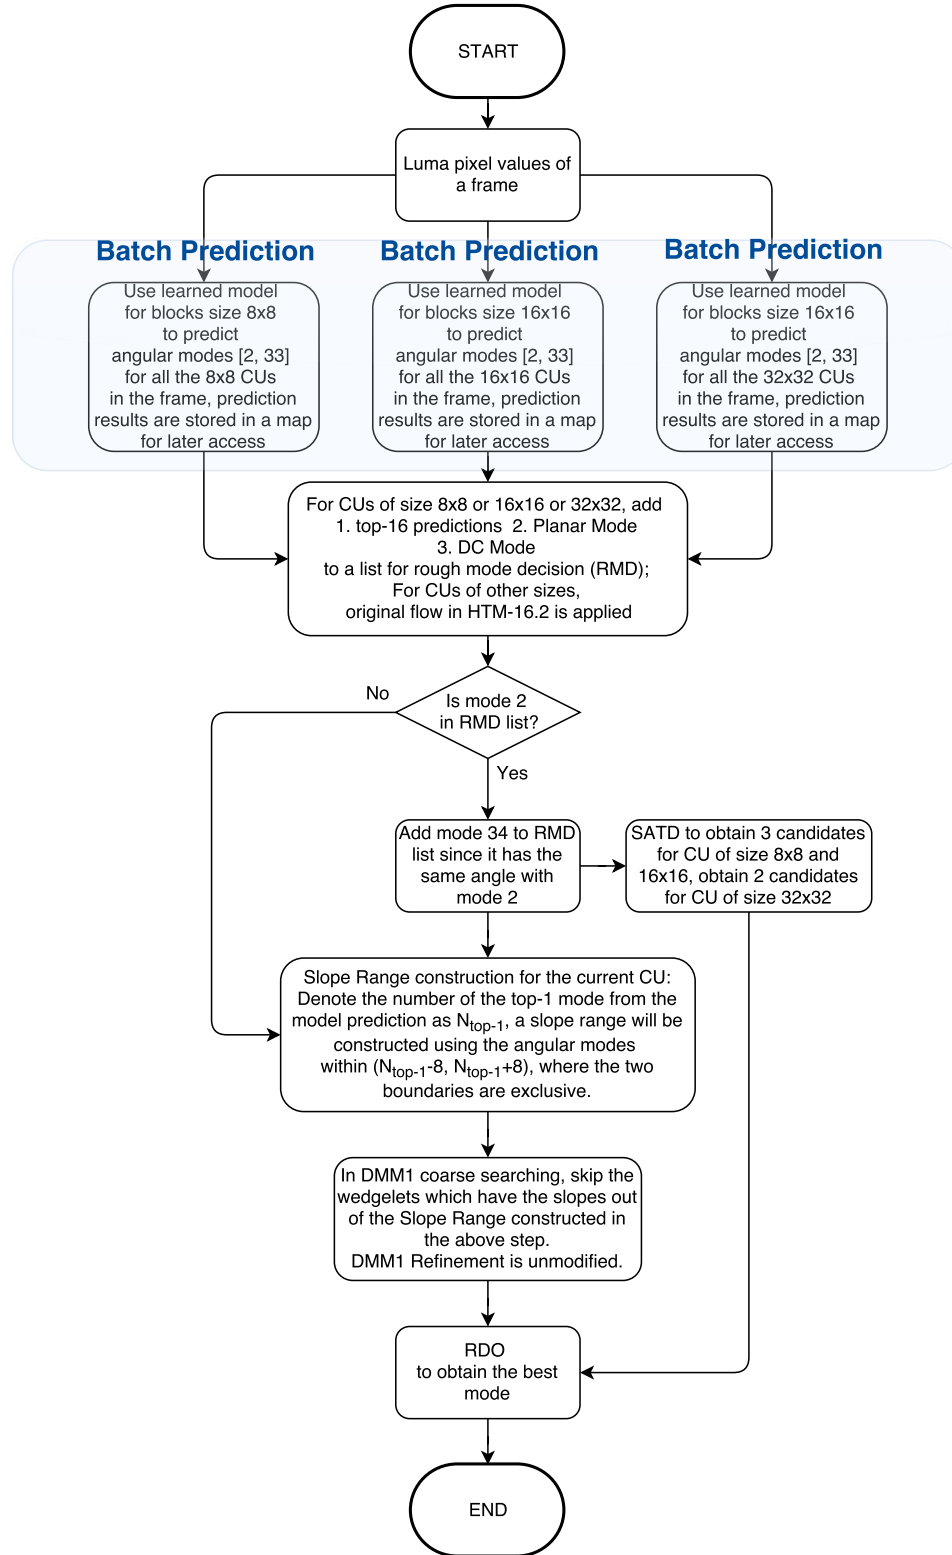 START
Luma pixel values of
a frame
Batch Prediction
Use learned model
for blocks size 8x8
to predict
angular modes [2, 33]
for all the 8x8 CUs
in the frame, prediction
results are stored in a map
for later access
Batch Prediction
Use learned model
for blocks size 16x16
to predict
angular modes [2, 33]
for all the 16x16 CUs
in the frame, prediction
results are stored in a map
for later access
Batch Prediction
Use learned model
for blocks size 16x16
to predict
angular modes [2, 33]
for all the 32x32 CUs
in the frame, prediction
results are stored in a map
for later access
For CUs of size 8x8 or 16x16 or 32x32, add
1. top-16 predictions  2. Planar Mode
3. DC Mode
to a list for rough mode decision (RMD);
For CUs of other sizes,
original flow in HTM-16.2 is applied
Is mode 2
in RMD list?
No
Yes
Add mode 34 to RMD
list since it has the
same angle with
mode 2
SATD to obtain 3 candidates
for CU of size 8x8 and
16x16, obtain 2 candidates
for CU of size 32x32
Slope Range construction for the current CU:
Denote the number of the top-1 mode from the
model prediction as Ntop-1, a slope range will be
constructed using the angular modes
within (Ntop-1-8, Ntop-1+8), where the two
boundaries are exclusive.
In DMM1 coarse searching, skip the
wedgelets which have the slopes out
of the Slope Range constructed in
the above step.
DMM1 Refinement is unmodified.
RDO
to obtain the best
mode
END